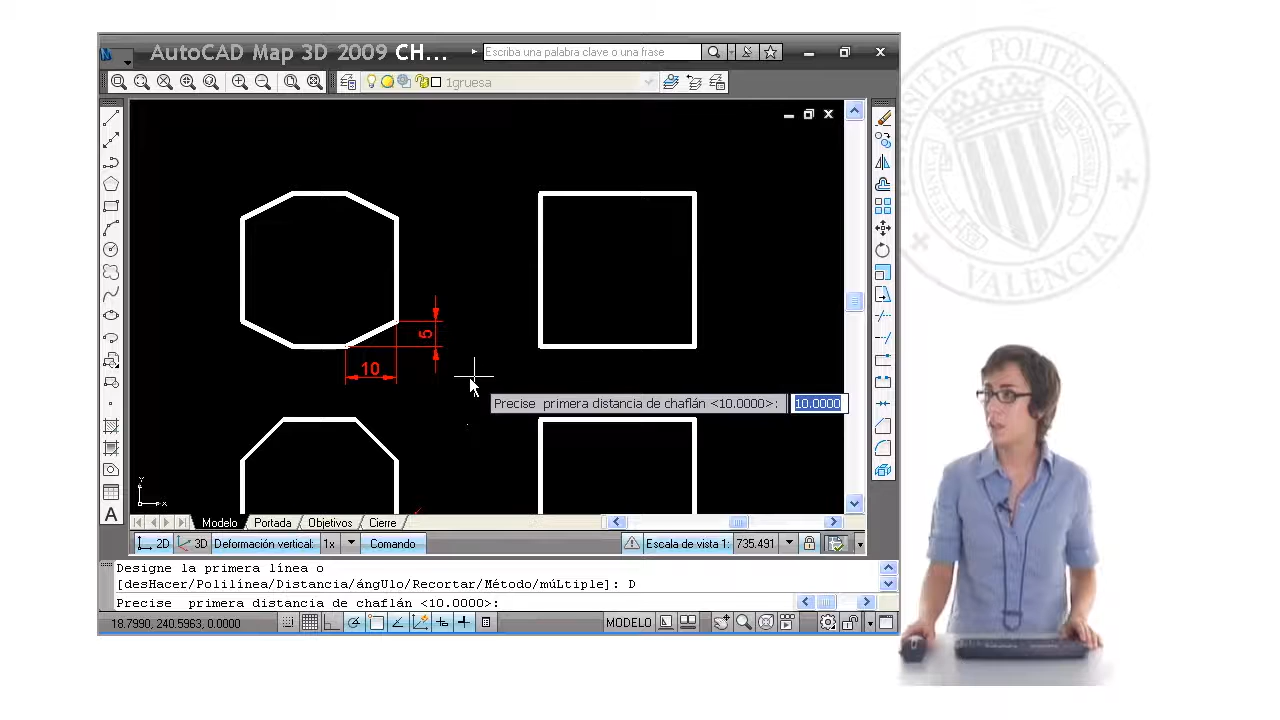 AutoCAD Map 3D 2009 CH...
Escriba una palabra clave o una frase
1gruesa
5
10
Precise primera distancia de chaflán <10.0000>: 10.0000
Y
X
Modelo Portada Objetivos Cierre
2D 3D Deformación vertical: 1x Comando Escala de vista 1: 735.491
Designe la primera línea o
[desHacer/Polilínea/Distancia/ángUlo/Recortar/Método/múLtiple]: D
Precise primera distancia de chaflán <10.0000>:
18.7990, 240.5963, 0.0000 MODELO
A
UNIVERSITAT POLITÈCNICA
VALÈNCIA